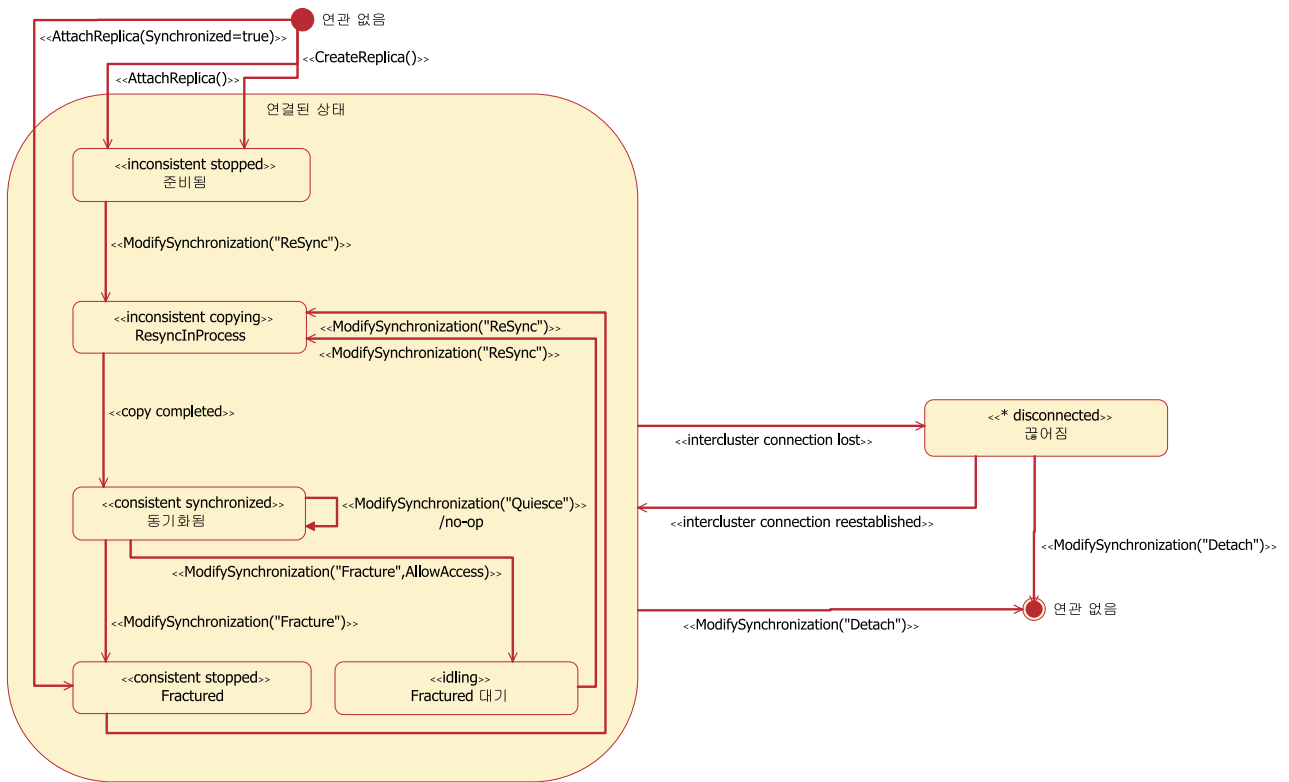 연관 없음
<<AttachReplica(Synchronized=true)>>
<<CreateReplica()>>
<<AttachReplica()>>
연결된 상태
<<inconsistent stopped>>
준비됨
<<ModifySynchronization("ReSync")>>
<<inconsistent copying>>
ResyncInProcess
<<ModifySynchronization("ReSync")>>
<<ModifySynchronization("ReSync")>>
<<copy completed>>
<<* disconnected>>
끊어짐
<<intercluster connection lost>>
<<consistent synchronized>>
동기화됨
<<ModifySynchronization("Quiesce")>>
/no-op
<<intercluster connection reestablished>>
<<ModifySynchronization("Detach")>>
<<ModifySynchronization("Fracture",AllowAccess)>>
연관 없음
<<ModifySynchronization("Fracture")>>
<<ModifySynchronization("Detach")>>
<<consistent stopped>>
Fractured
<<idling>>
Fractured 대기